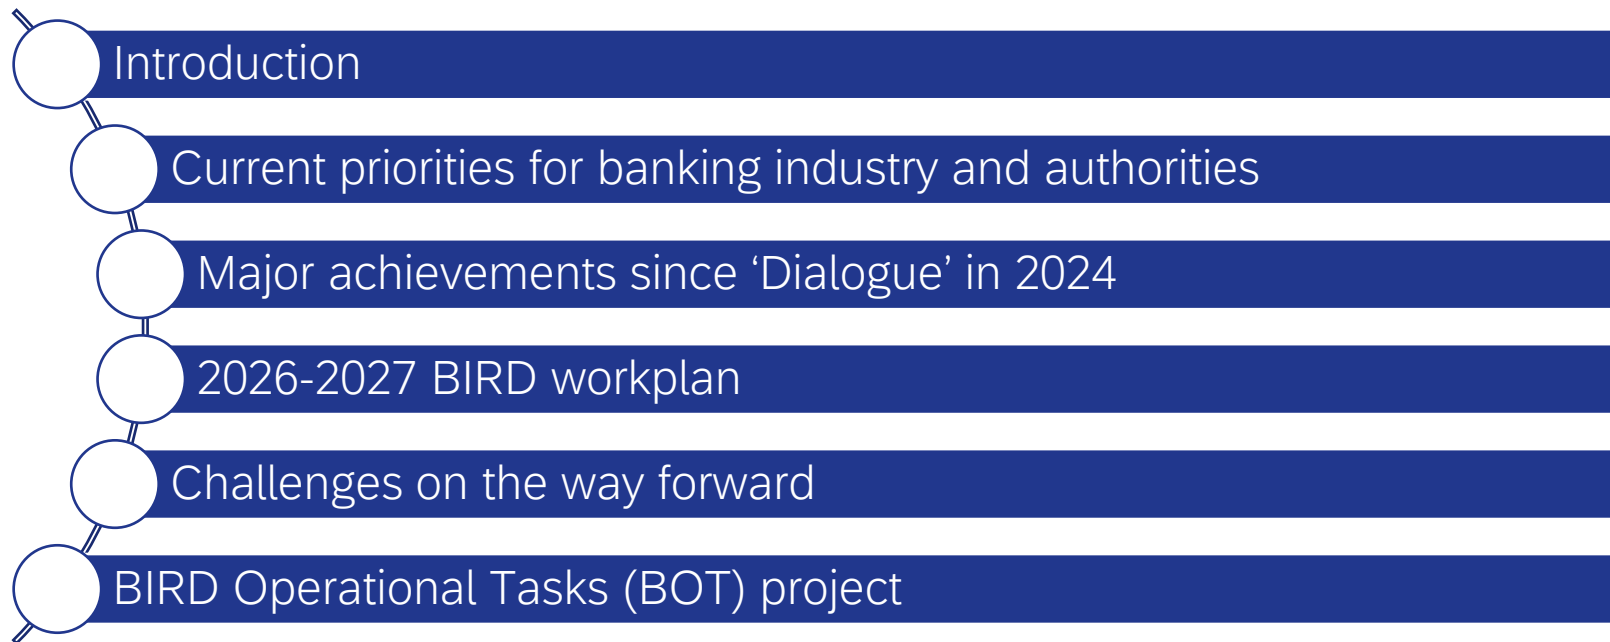 Introduction
Current priorities for banking industry and authorities
Major achievements since ‘Dialogue’ in 2024
2026-2027 BIRD workplan
Challenges on the way forward
BIRD Operational Tasks (BOT) project